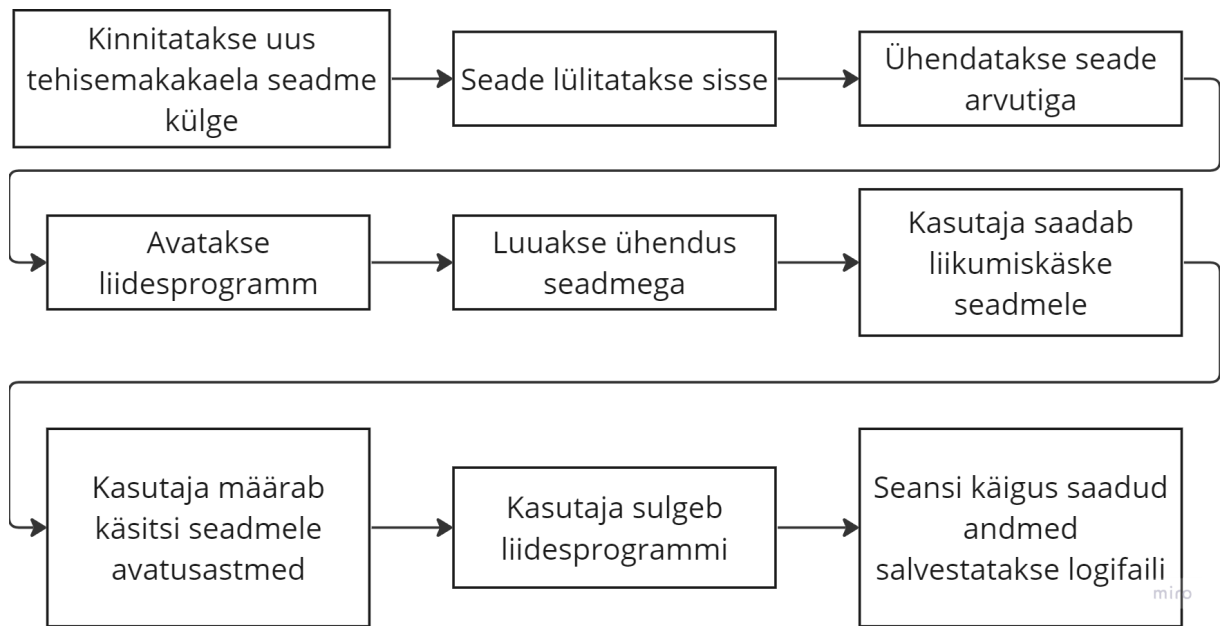 Kinnitatakse uus
tehisemakakaela seadme
külge
Seade lülitatakse sisse
Ühendatakse seade
arvutiga
Avatakse
liidesprogramm
Luuakse ühendus
seadmega
Kasutaja saadab
liikumiskäske
seadmele
Kasutaja määrab
käsitsi seadmele
avatusastmed
Kasutaja sulgeb
liidesprogrammi
Seansi käigus saadud
andmed
salvestatakse logifaili
miro